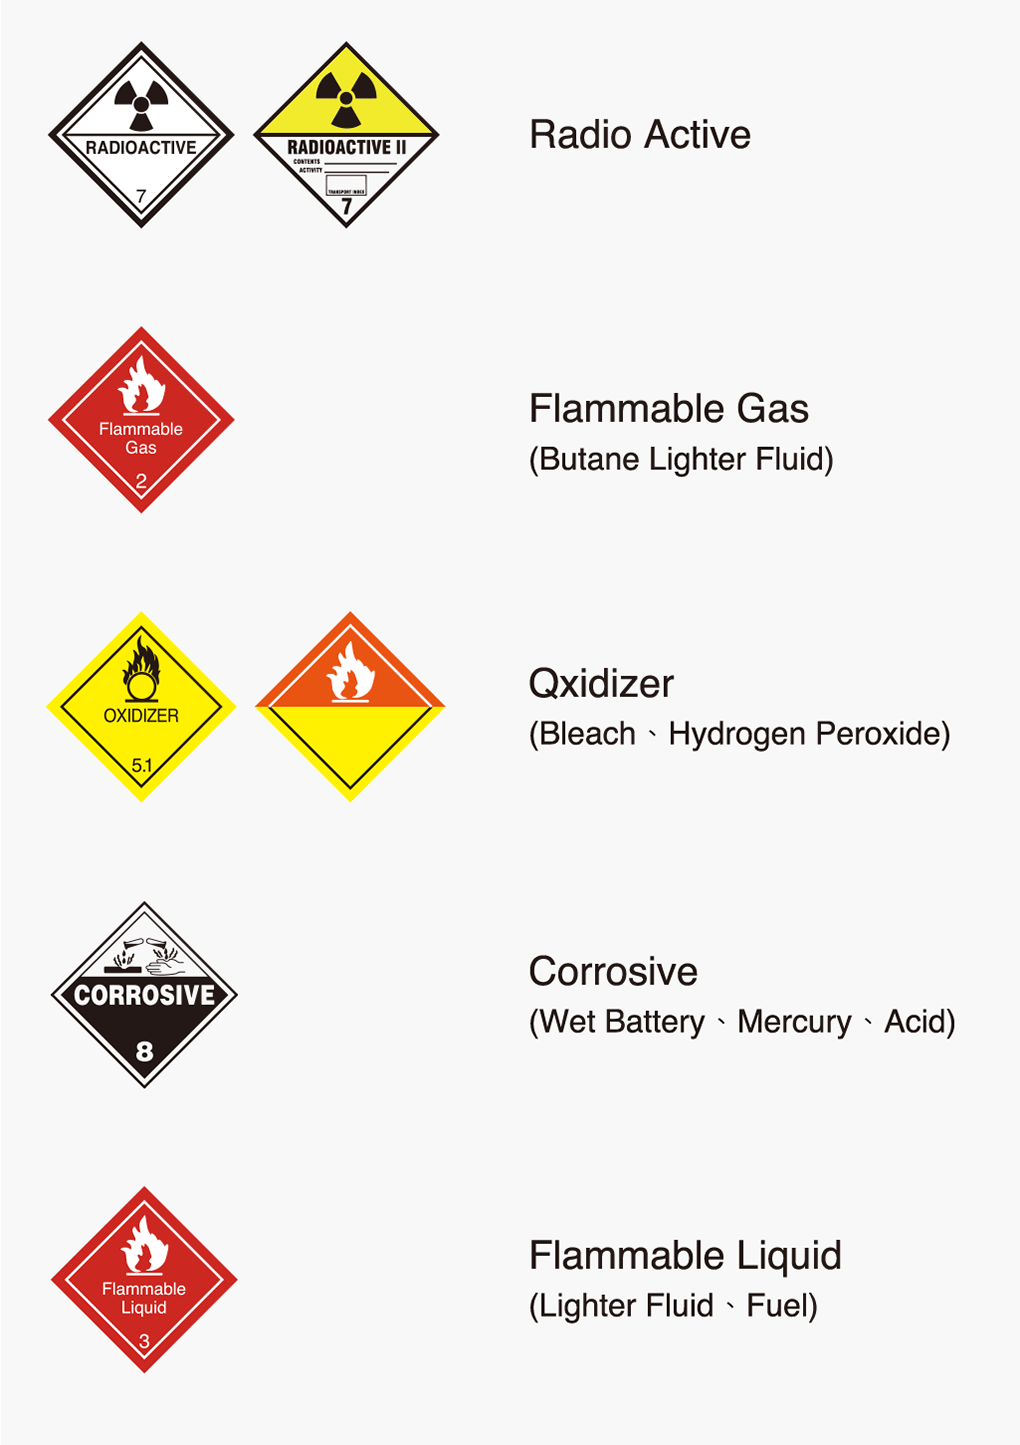 RADIOACTIVE
7
RADIOACTIVE II
CONTENTS
ACTIVITY
TRANSPORT INDEX
7
Radio Active
Flammable
Gas
2
Flammable Gas
(Butane Lighter Fluid)
OXIDIZER
5.1
Qxidizer
(Bleach、Hydrogen Peroxide)
CORROSIVE
8
Corrosive
(Wet Battery、Mercury、Acid)
Flammable
Liquid
3
Flammable Liquid
(Lighter Fluid、Fuel)